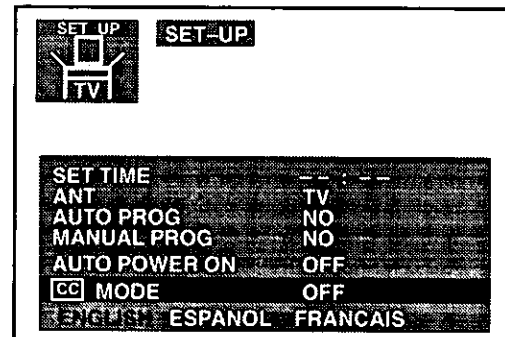 SET UP
SET-UP
TV
SET TIME -- : --
ANT TV
AUTO PROG NO
MANUAL PROG NO
AUTO POWER ON OFF
CC MODE OFF
ENGLISH ESPANOL FRANCAIS